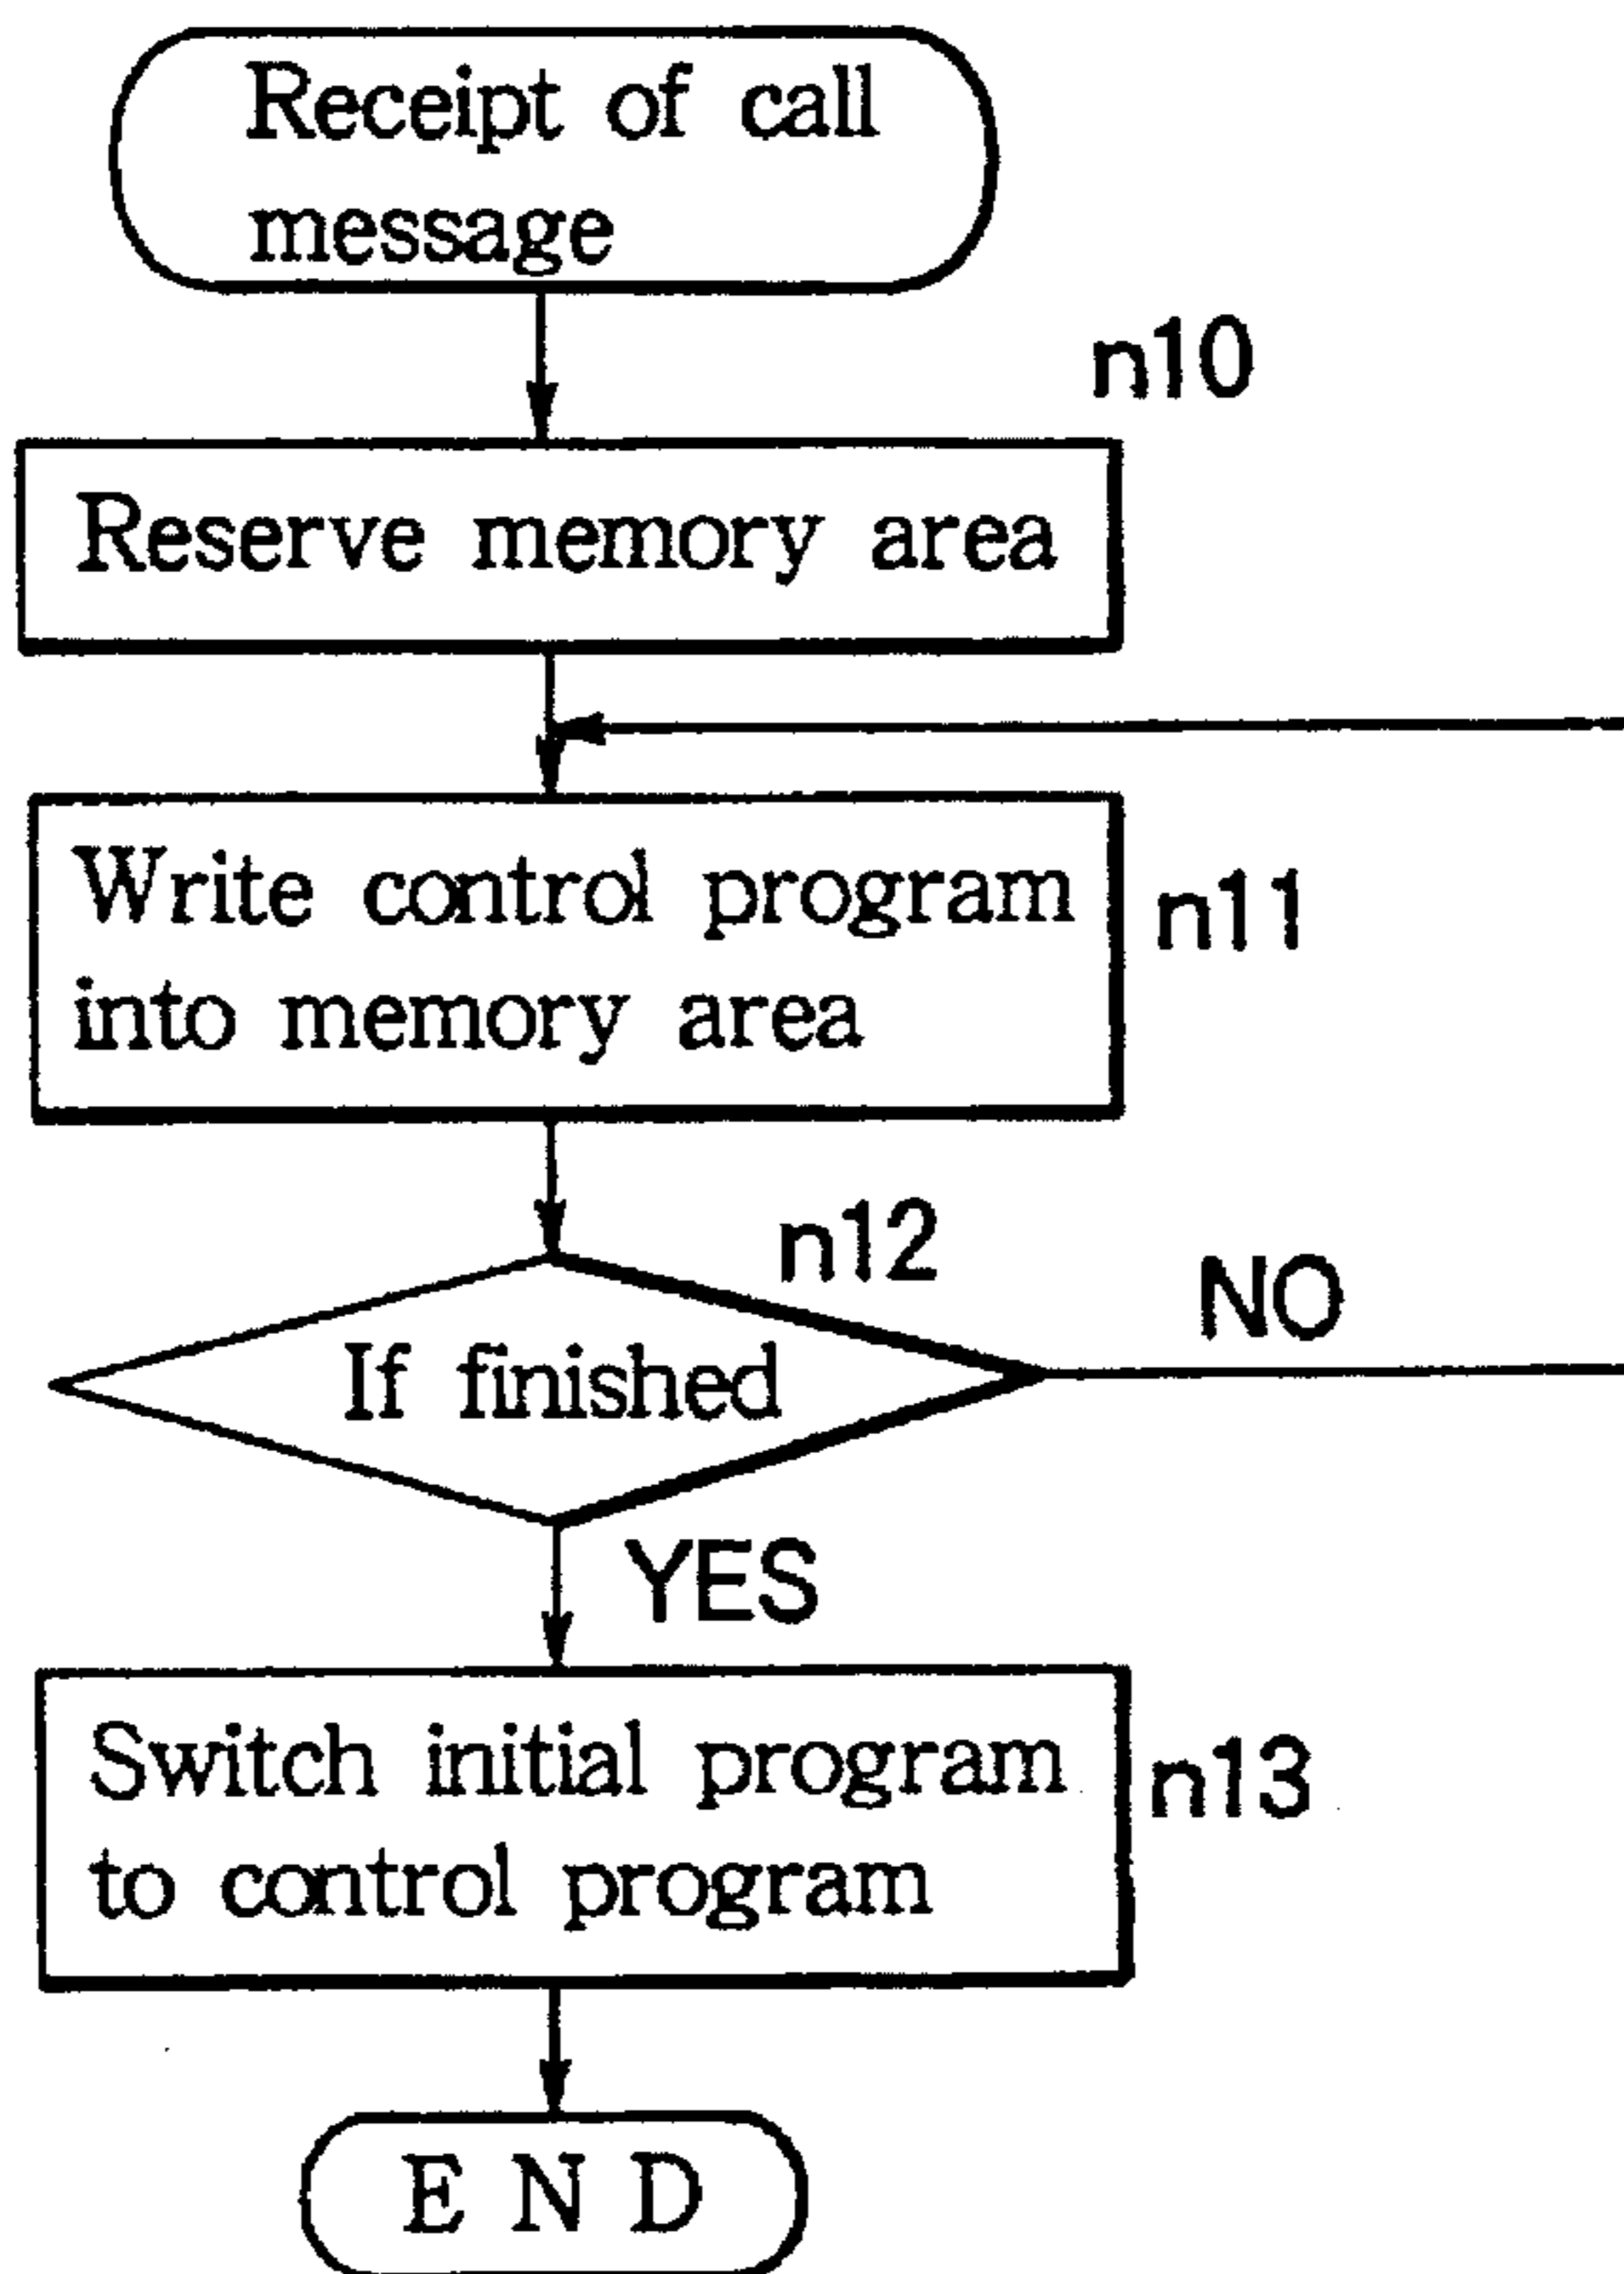 Receipt of call
message
n10
Reserve memory area
Write control program
into memory area
n11
n12
If finished
NO
YES
Switch initial program
to control program
n13
E N D